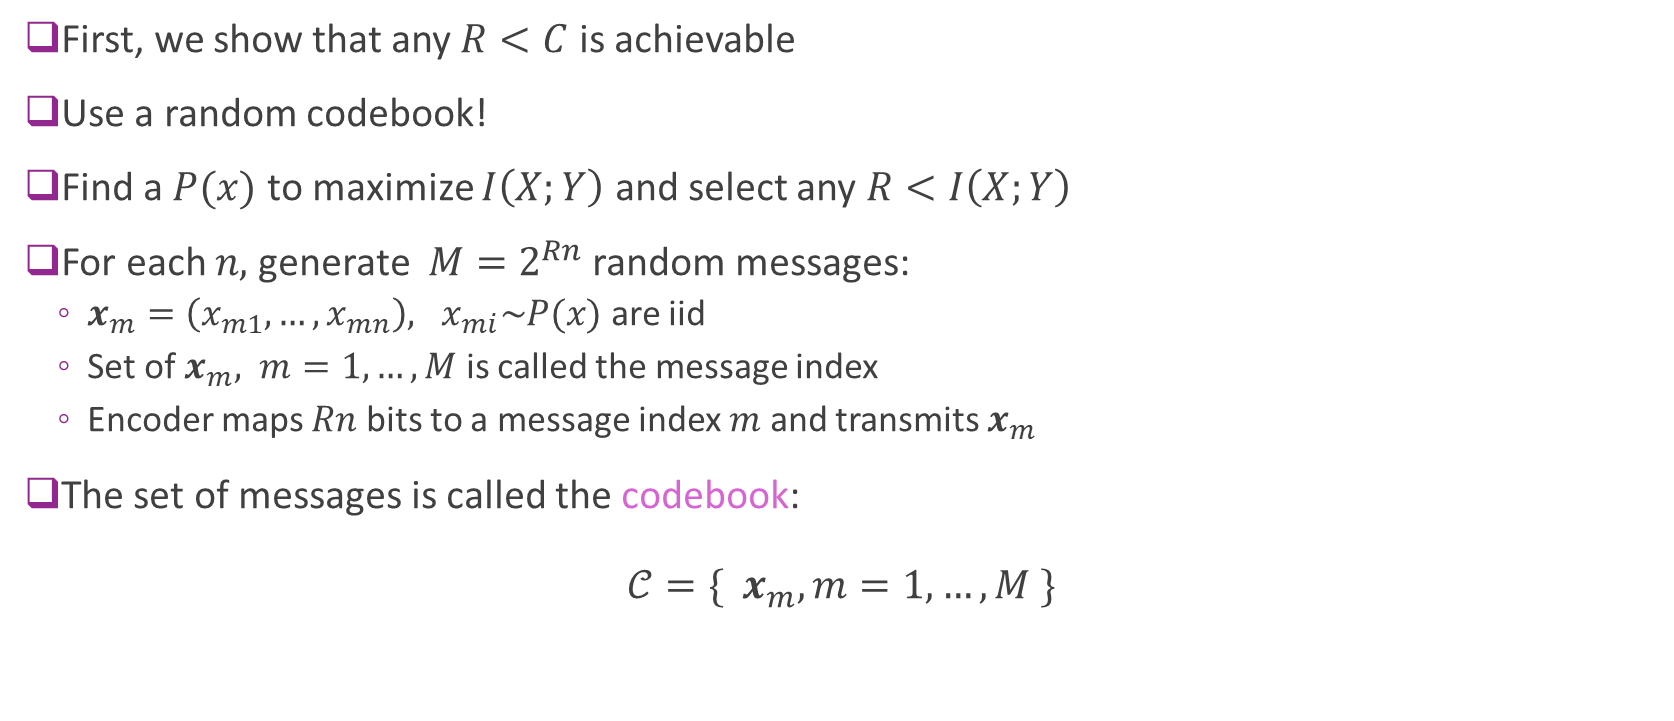 ❑First, we show that any 𝑅 < 𝐶 is achievable
❑Use a random codebook!
❑Find a 𝑃(𝑥) to maximize 𝐼(𝑋; 𝑌) and select any 𝑅 < 𝐼(𝑋; 𝑌)
❑For each 𝑛, generate 𝑀 = 2^{𝑅𝑛} random messages:
◦ 𝒙_𝑚 = (𝑥_{𝑚1}, … , 𝑥_{𝑚𝑛}), 𝑥_{𝑚𝑖}~𝑃(𝑥) are iid
◦ Set of 𝒙_𝑚, 𝑚 = 1, … , 𝑀 is called the message index
◦ Encoder maps 𝑅𝑛 bits to a message index 𝑚 and transmits 𝒙_𝑚
❑The set of messages is called the codebook:
𝒞 = { 𝒙_𝑚, 𝑚 = 1, … , 𝑀 }